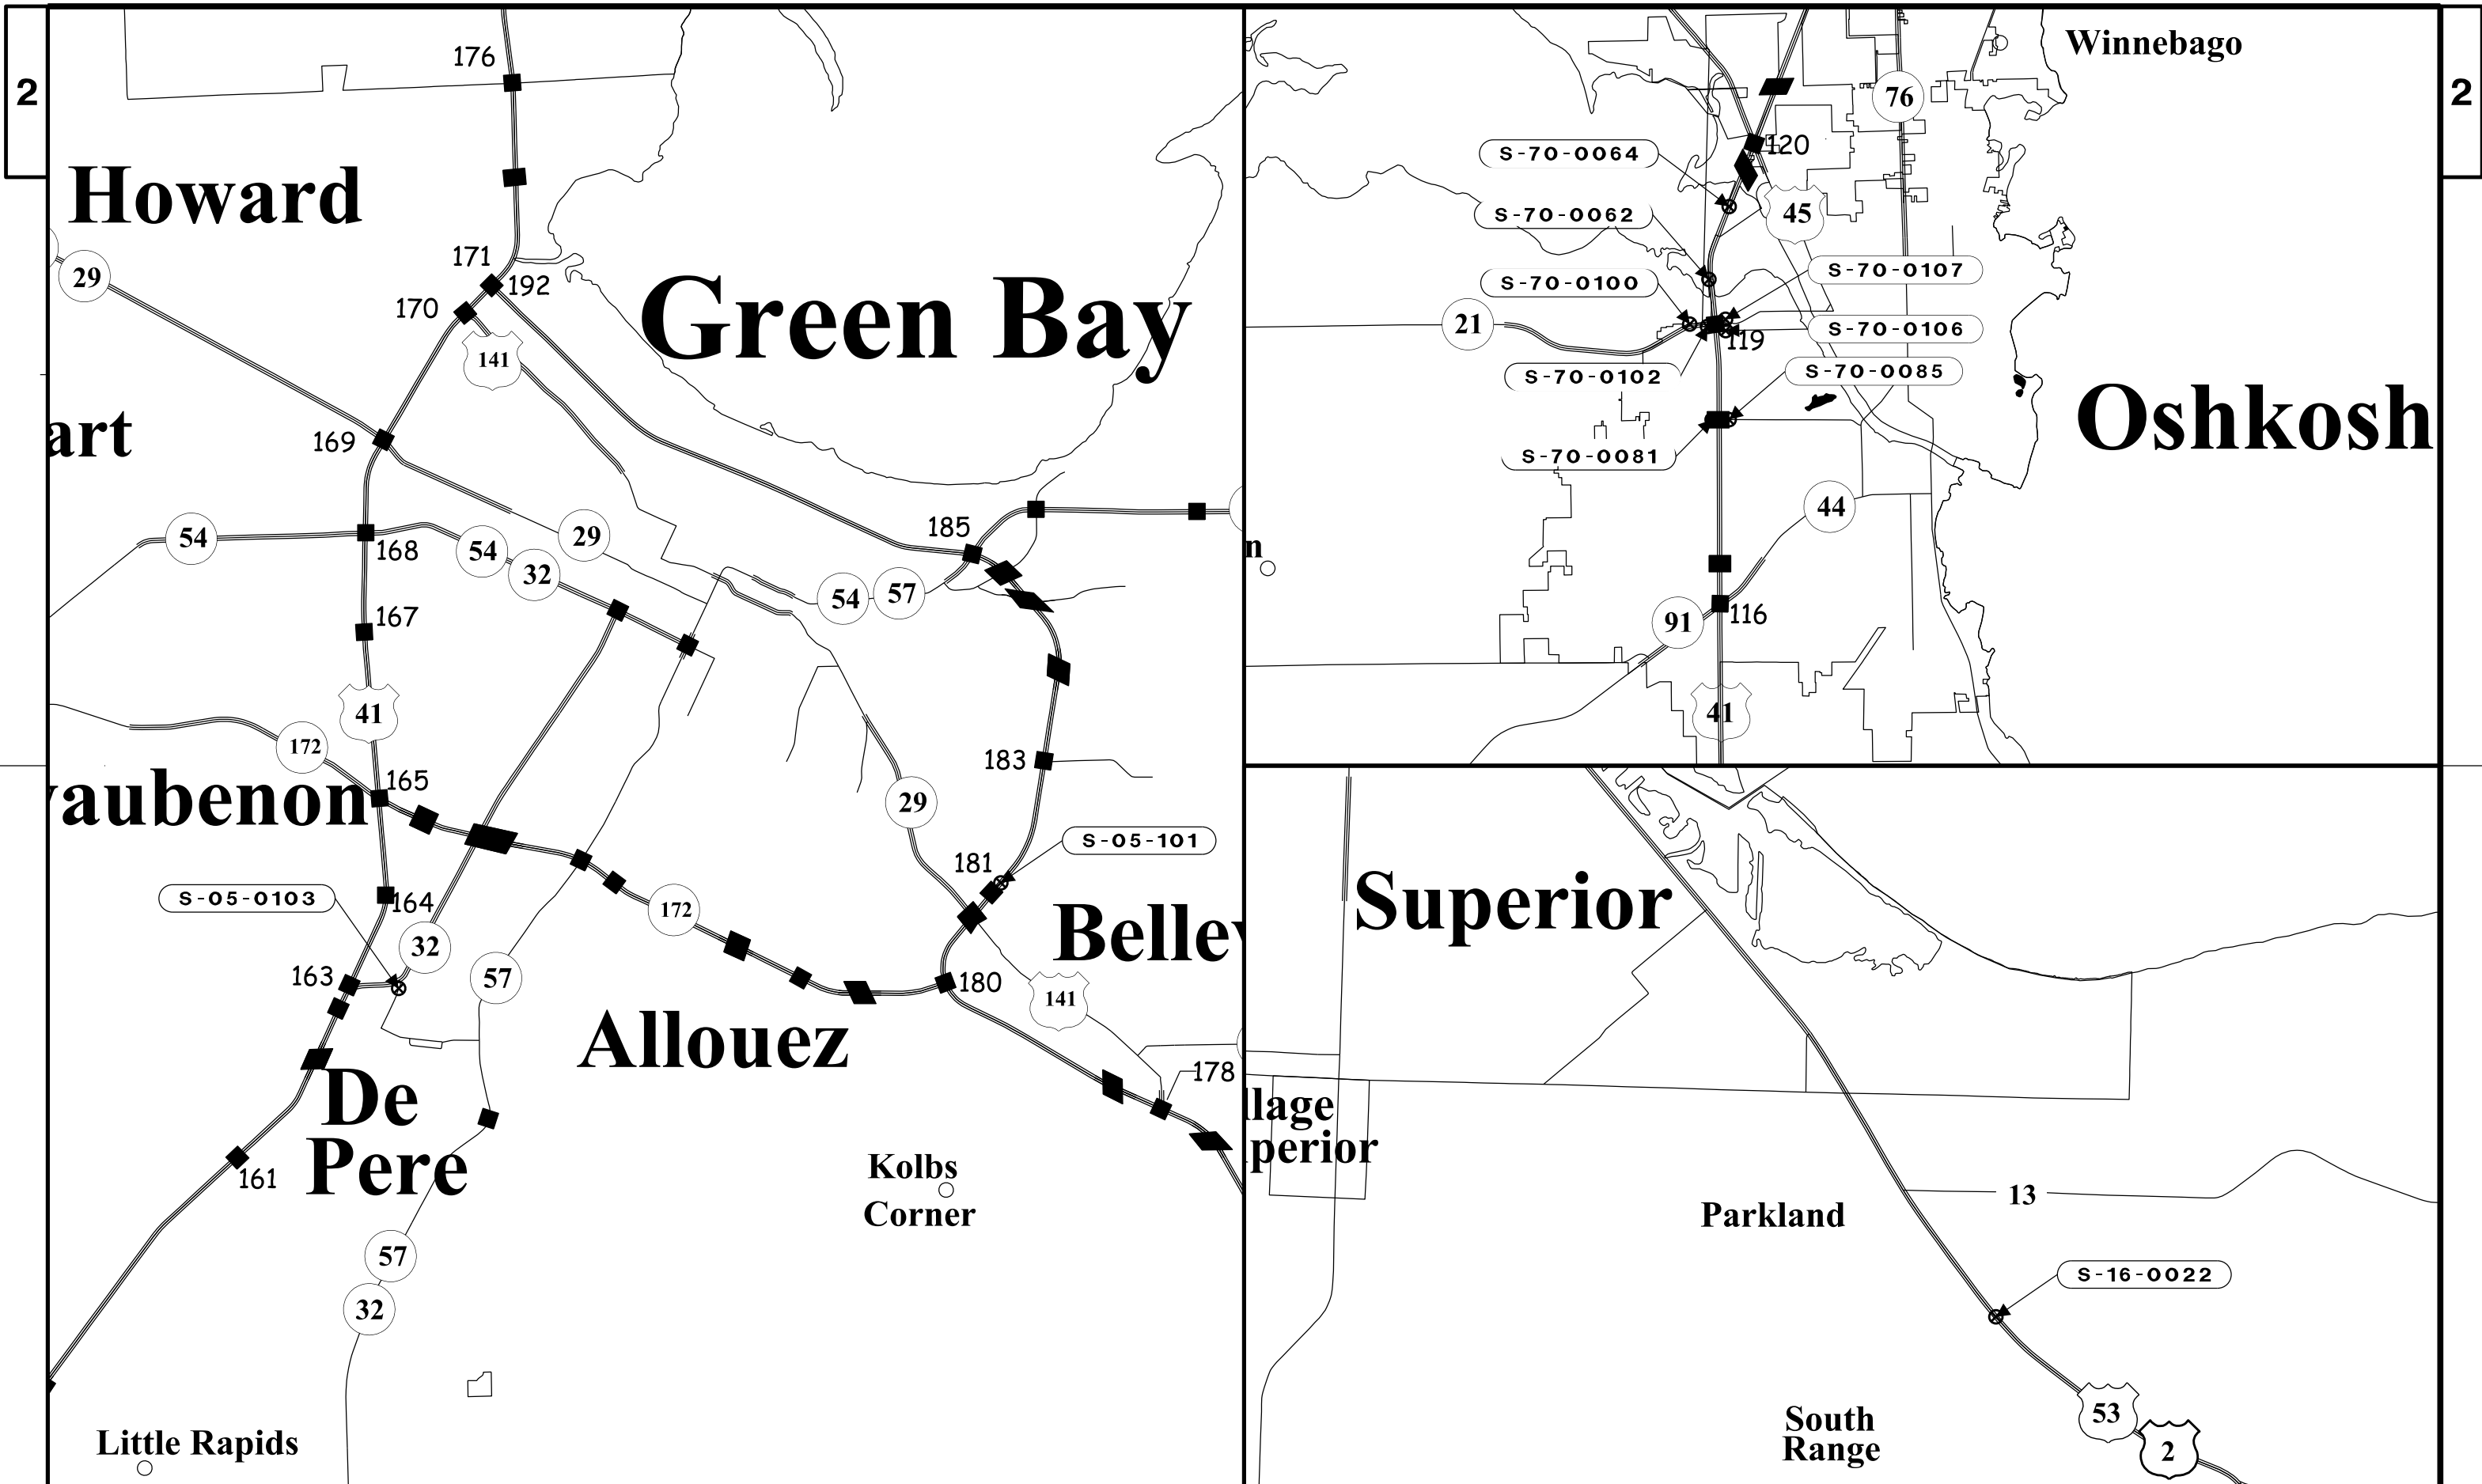 2
2
176
Howard
29
171
192
170
141
Green Bay
art
169
54
168
54
32
29
185
54
57
167
41
172
165
aubenon
183
29
S-05-101
181
S-05-0103
164
32
172
Belle
57
163
180
141
Allouez
178
De
Pere
161
Kolbs
Corner
57
32
Little Rapids
Winnebago
76
120
S-70-0064
45
S-70-0062
S-70-0107
S-70-0100
21
S-70-0106
119
S-70-0102
S-70-0085
Oshkosh
S-70-0081
44
n
91
116
41
Superior
llage
perior
13
Parkland
S-16-0022
53
South
Range
2